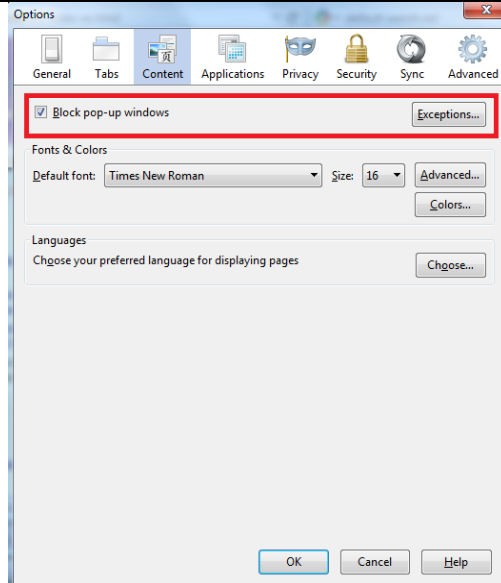 Options
General Tabs Content Applications Privacy Security Sync Advanced
Block pop-up windows Exceptions...
Fonts & Colors
Default font: Times New Roman Size: 16 Advanced...
Colors...
Languages
Choose your preferred language for displaying pages Choose...
OK Cancel Help